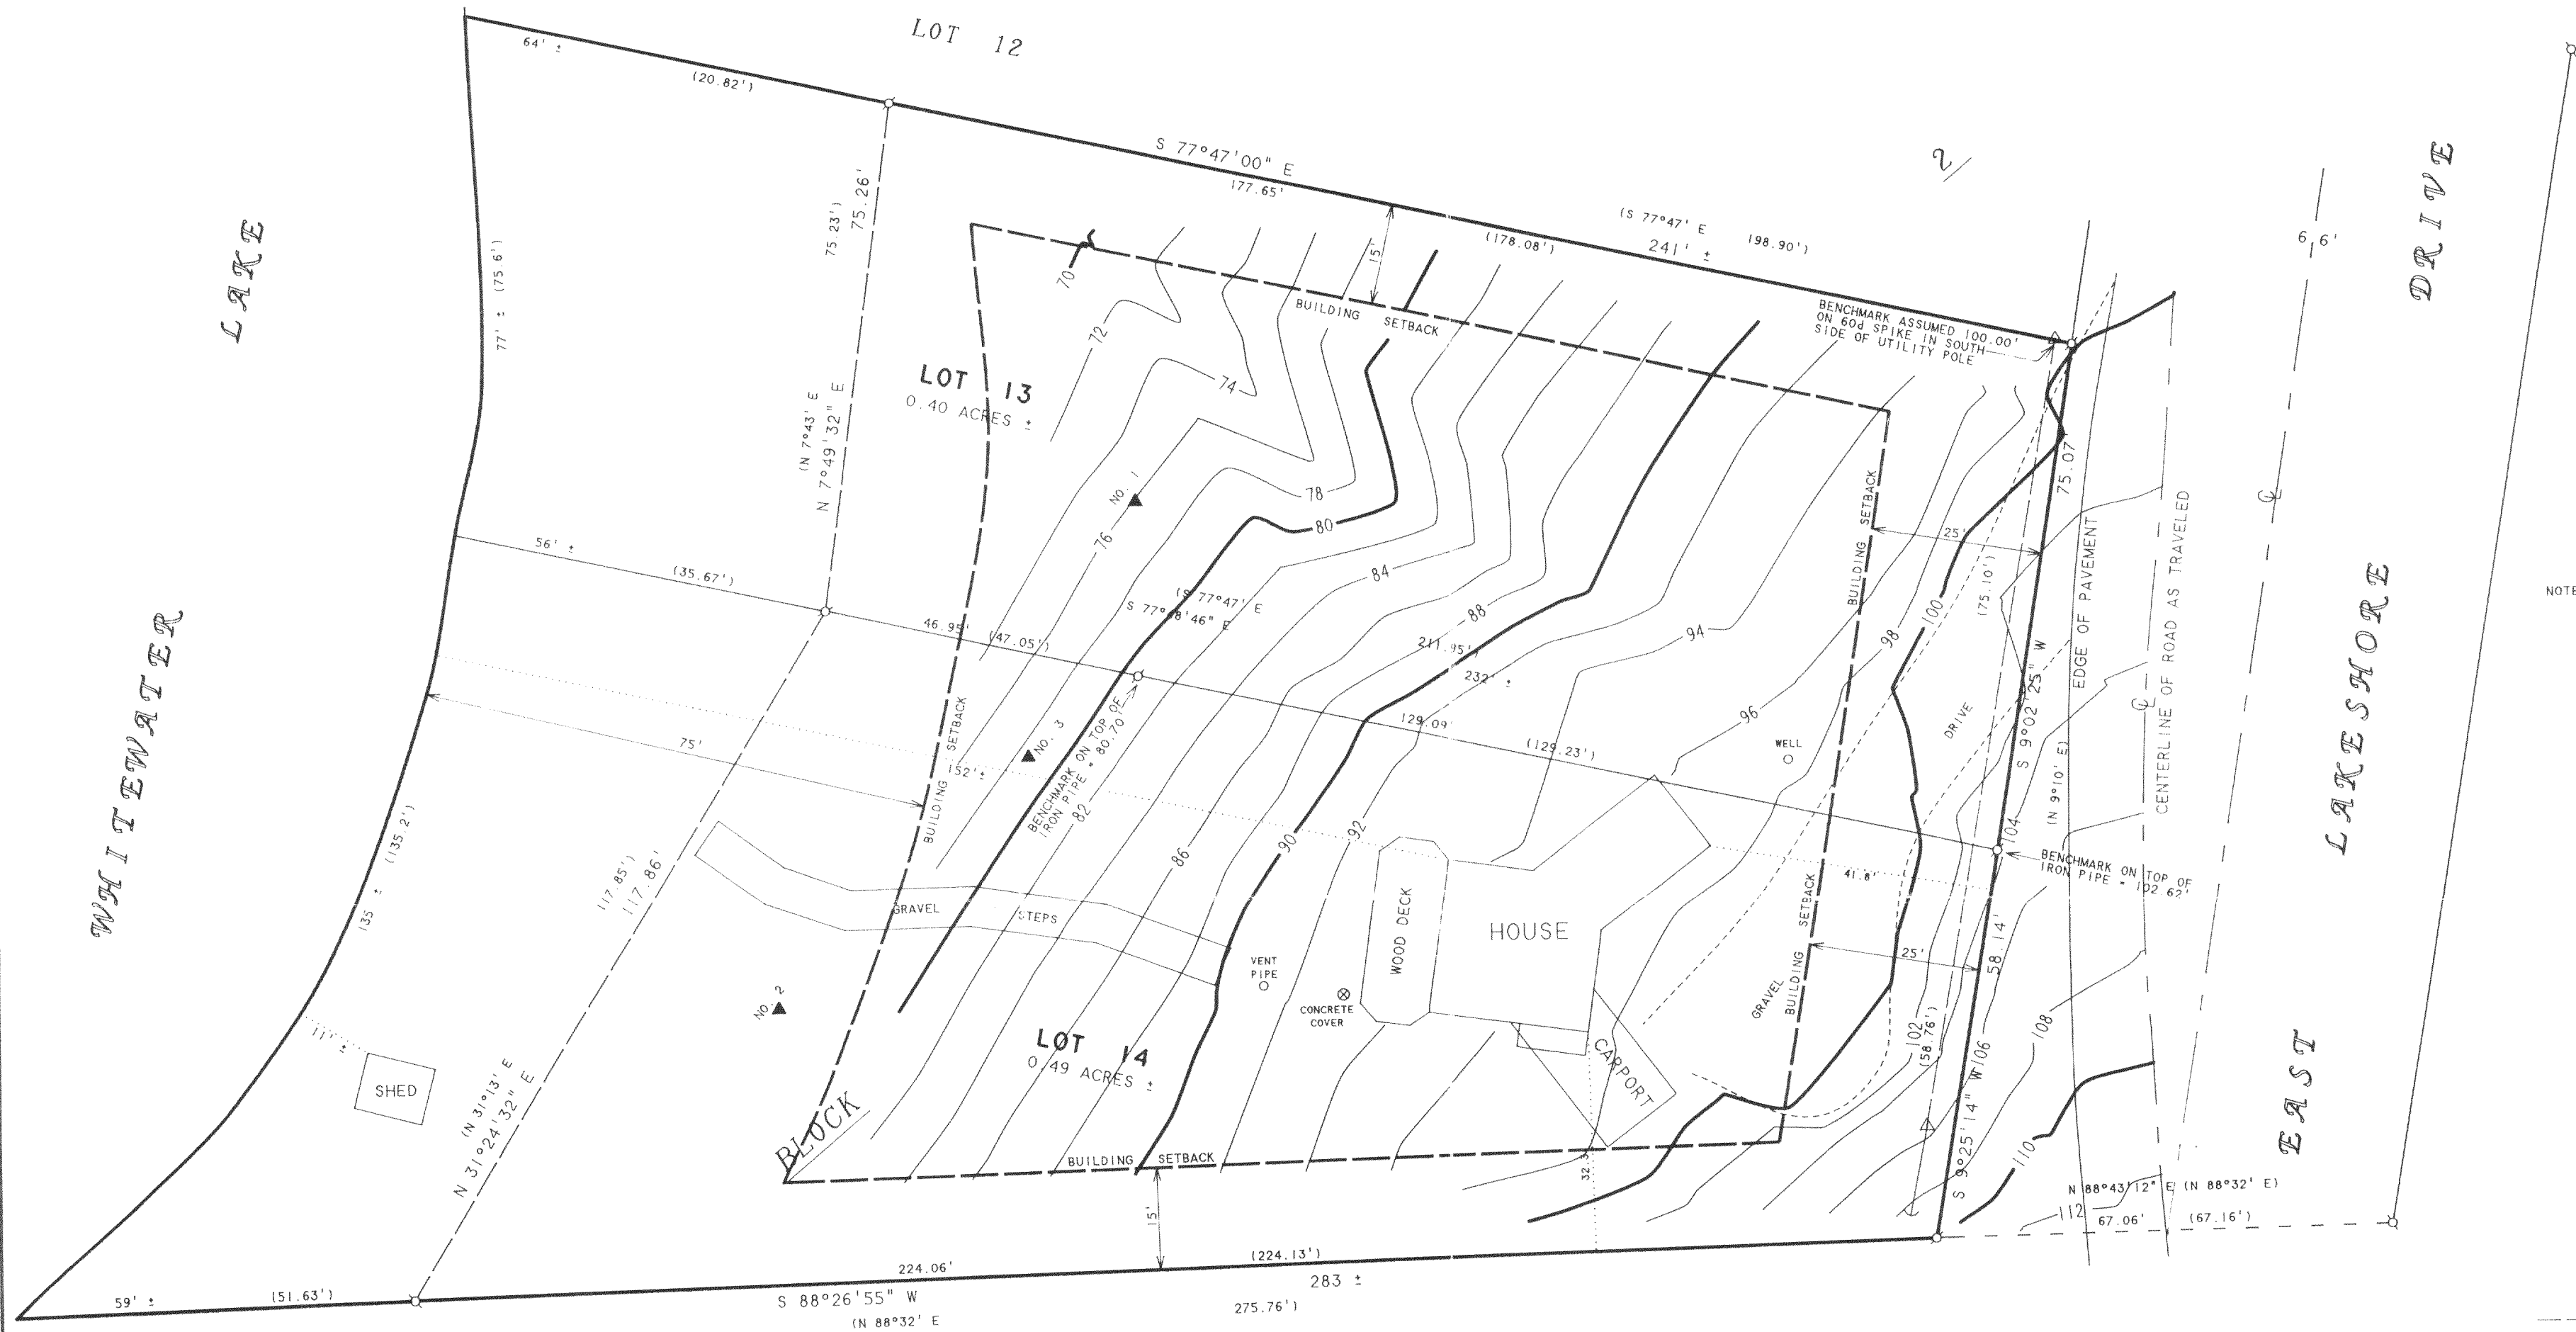 LOT 12
64' ±
(20.82')
S 77°47'00" E
177.65'
(S 77°47' E
198.90')
(178.08')
241' ±
2
66'
DRIVE
LAKE
77' ± (75.6')
75.23')
75.26'
(N 7°43' E
N 7°49'32" E
70
72
74
76
78
80
15'
BUILDING SETBACK
BENCHMARK ASSUMED 100.00'
ON 60d SPIKE IN SOUTH
SIDE OF UTILITY POLE
LOT 13
0.40 ACRES ±
NO. 1
84
88
BUILDING SETBACK
25'
75.07
(75.10')
EDGE OF PAVEMENT
CENTERLINE OF ROAD AS TRAVELED
56' ±
(35.67')
46.95'
(47.05')
(S 77°47' E
S 77°48'46" E
211.95')
232' ±
129.09'
(129.23')
94
96
98
100
NOTE
WHITEWATER
LAKESHORE
S 9°02'25" W
(N 9°10' E)
DRIVE
WELL
75'
BUILDING SETBACK
152'±
NO. 3
BENCHMARK ON TOP OF
IRON PIPE = 80.70'
82
86
90
92
104
BENCHMARK ON TOP OF
IRON PIPE = 102.62'
41.8'
135 ± (135.2')
117.85')
117.86'
GRAVEL STEPS
WOOD DECK
HOUSE
VENT
PIPE
CONCRETE
COVER
BUILDING SETBACK
GRAVEL
25'
58.14'
(58.76')
102
106
108
110
112
NO. 2
11' ±
SHED
LOT 14
0.49 ACRES ±
CARPORT
BLOCK
(N 31°13' E
N 31°24'32" E
BUILDING SETBACK
15'
32.3'
S 9°25'14" W
EAST
N 88°43'12" E (N 88°32' E)
67.06'
(67.16')
59' ±
(51.63')
224.06'
(224.13')
S 88°26'55" W
283 ±
(N 88°32' E
275.76')